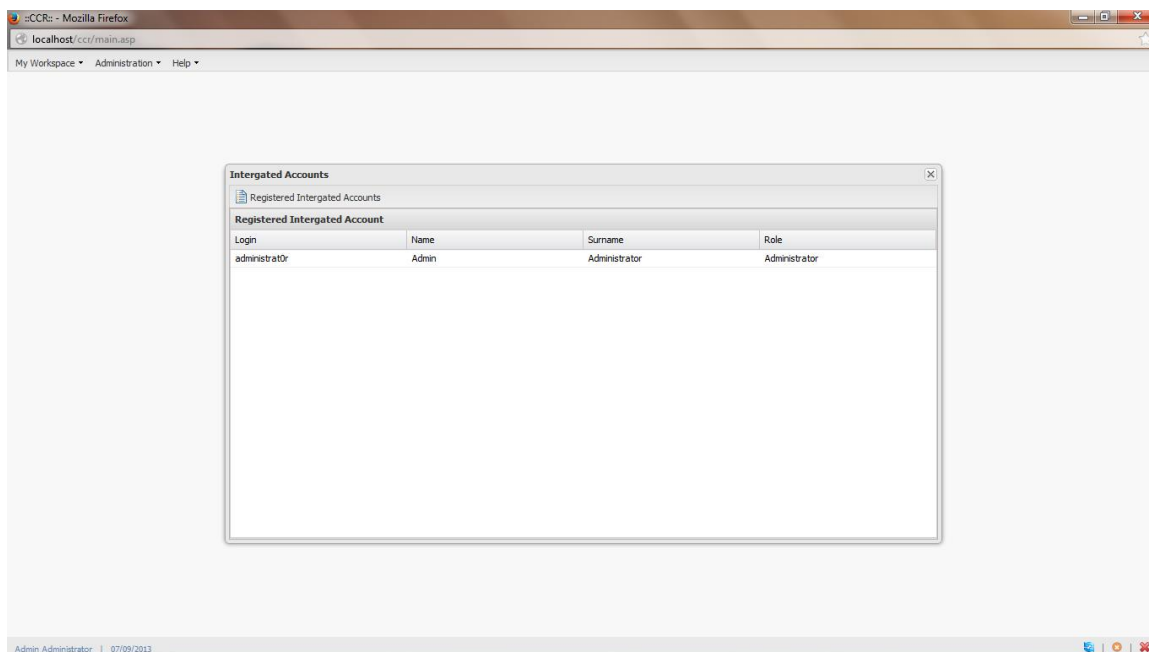 ::CCR:: - Mozilla Firefox
localhost/ccr/main.asp
My Workspace Administration Help
Intergated Accounts
Registered Intergated Accounts
Registered Intergated Account
Login Name Surname Role
administrat0r Admin Administrator Administrator
Admin Administrator | 07/09/2013